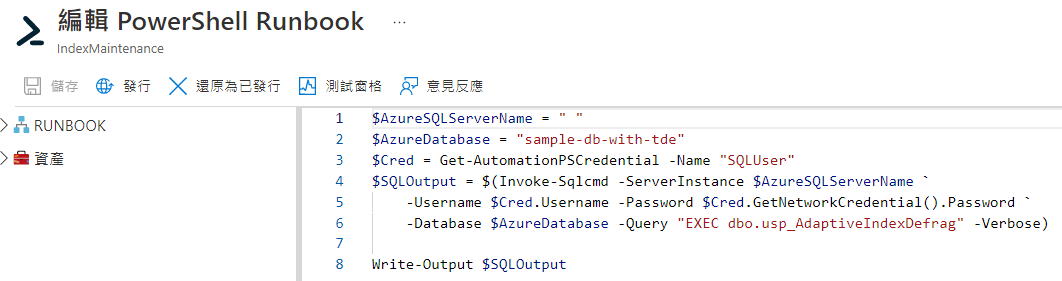 編輯 PowerShell Runbook ...
IndexMaintenance
儲存 發行 還原為已發行 測試窗格 意見反應
RUNBOOK
資產
1 $AzureSQLServerName = " "
2 $AzureDatabase = "sample-db-with-tde"
3 $Cred = Get-AutomationPSCredential -Name "SQLUser"
4 $SQLOutput = $(Invoke-Sqlcmd -ServerInstance $AzureSQLServerName `
5 -Username $Cred.Username -Password $Cred.GetNetworkCredential().Password `
6 -Database $AzureDatabase -Query "EXEC dbo.usp_AdaptiveIndexDefrag" -Verbose)
7
8 Write-Output $SQLOutput